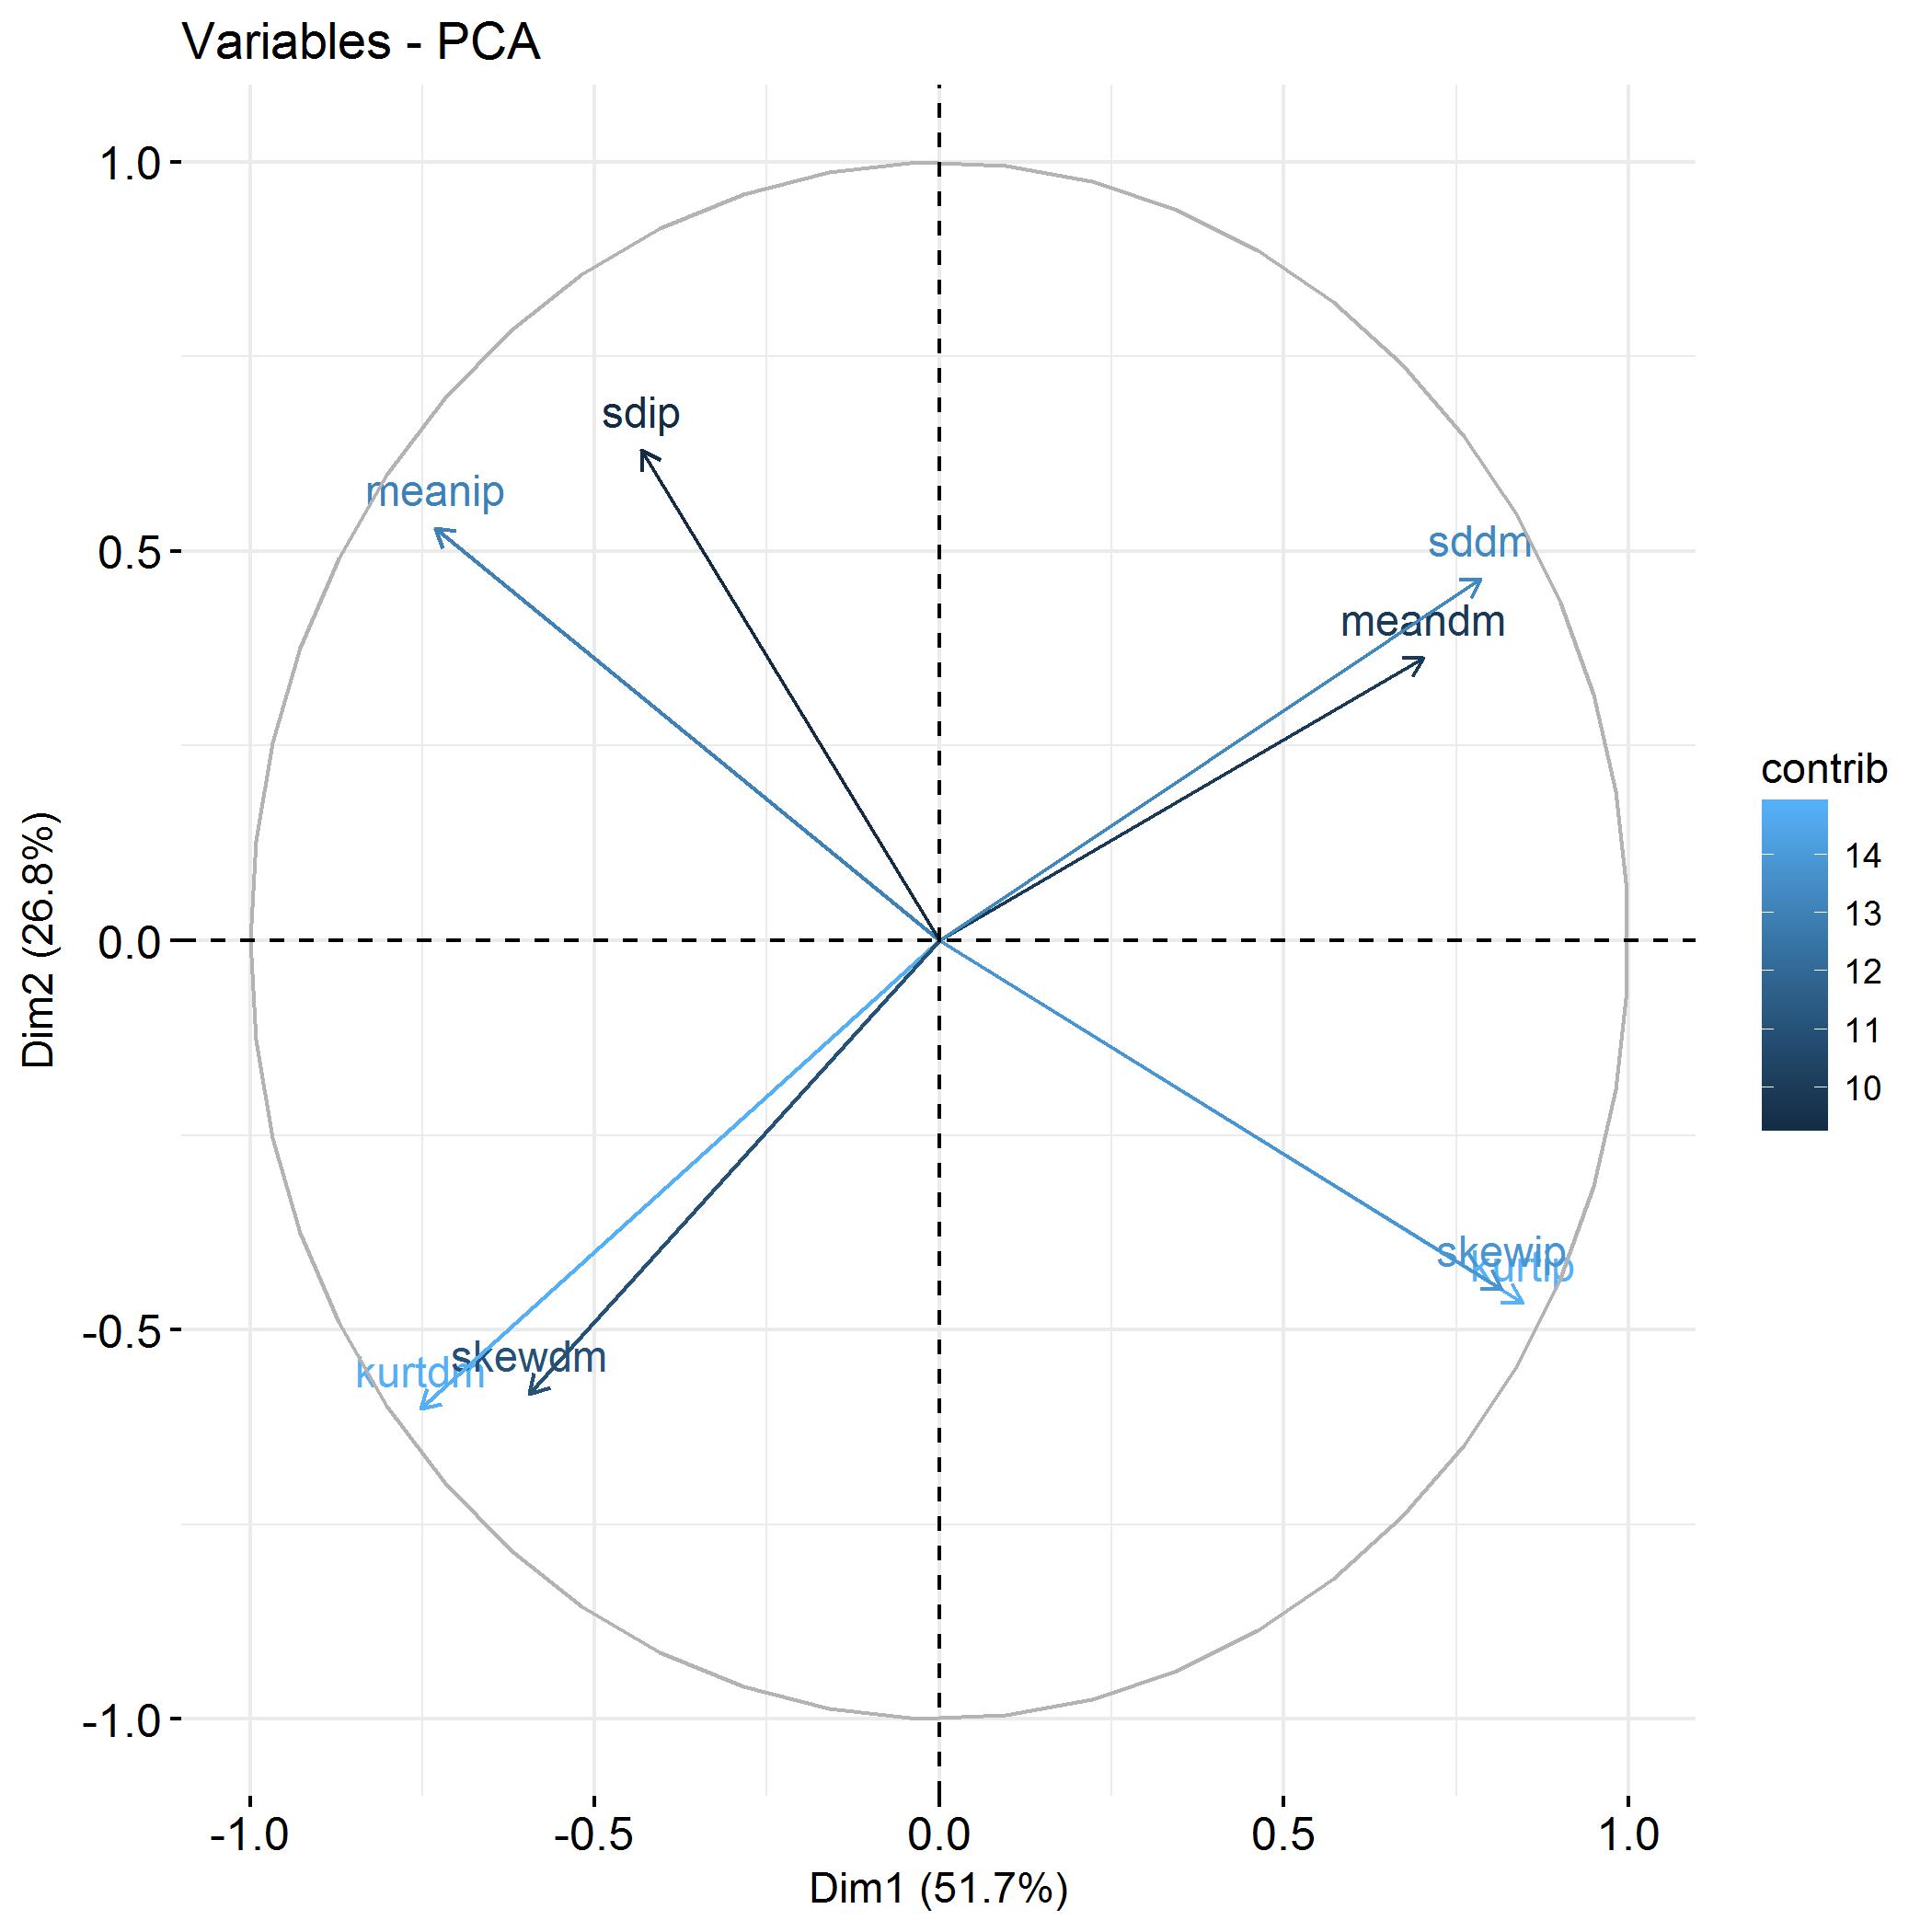 Variables - PCA
1.0
0.5
0.0
-0.5
-1.0
Dim2 (26.8%)
sdip
meanip
sddm
meandm
skewip
kurtip
skewdm
kurtdm
-1.0 -0.5 0.0 0.5 1.0
Dim1 (51.7%)
contrib
14
13
12
11
10